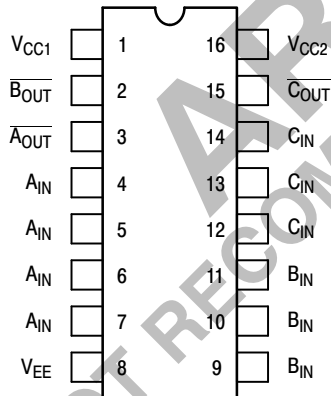 VCC1 1 16 VCC2
BOUT 2 15 COUT
AOUT 3 14 CIN
AIN 4 13 CIN
AIN 5 12 CIN
AIN 6 11 BIN
AIN 7 10 BIN
VEE 8 9 BIN